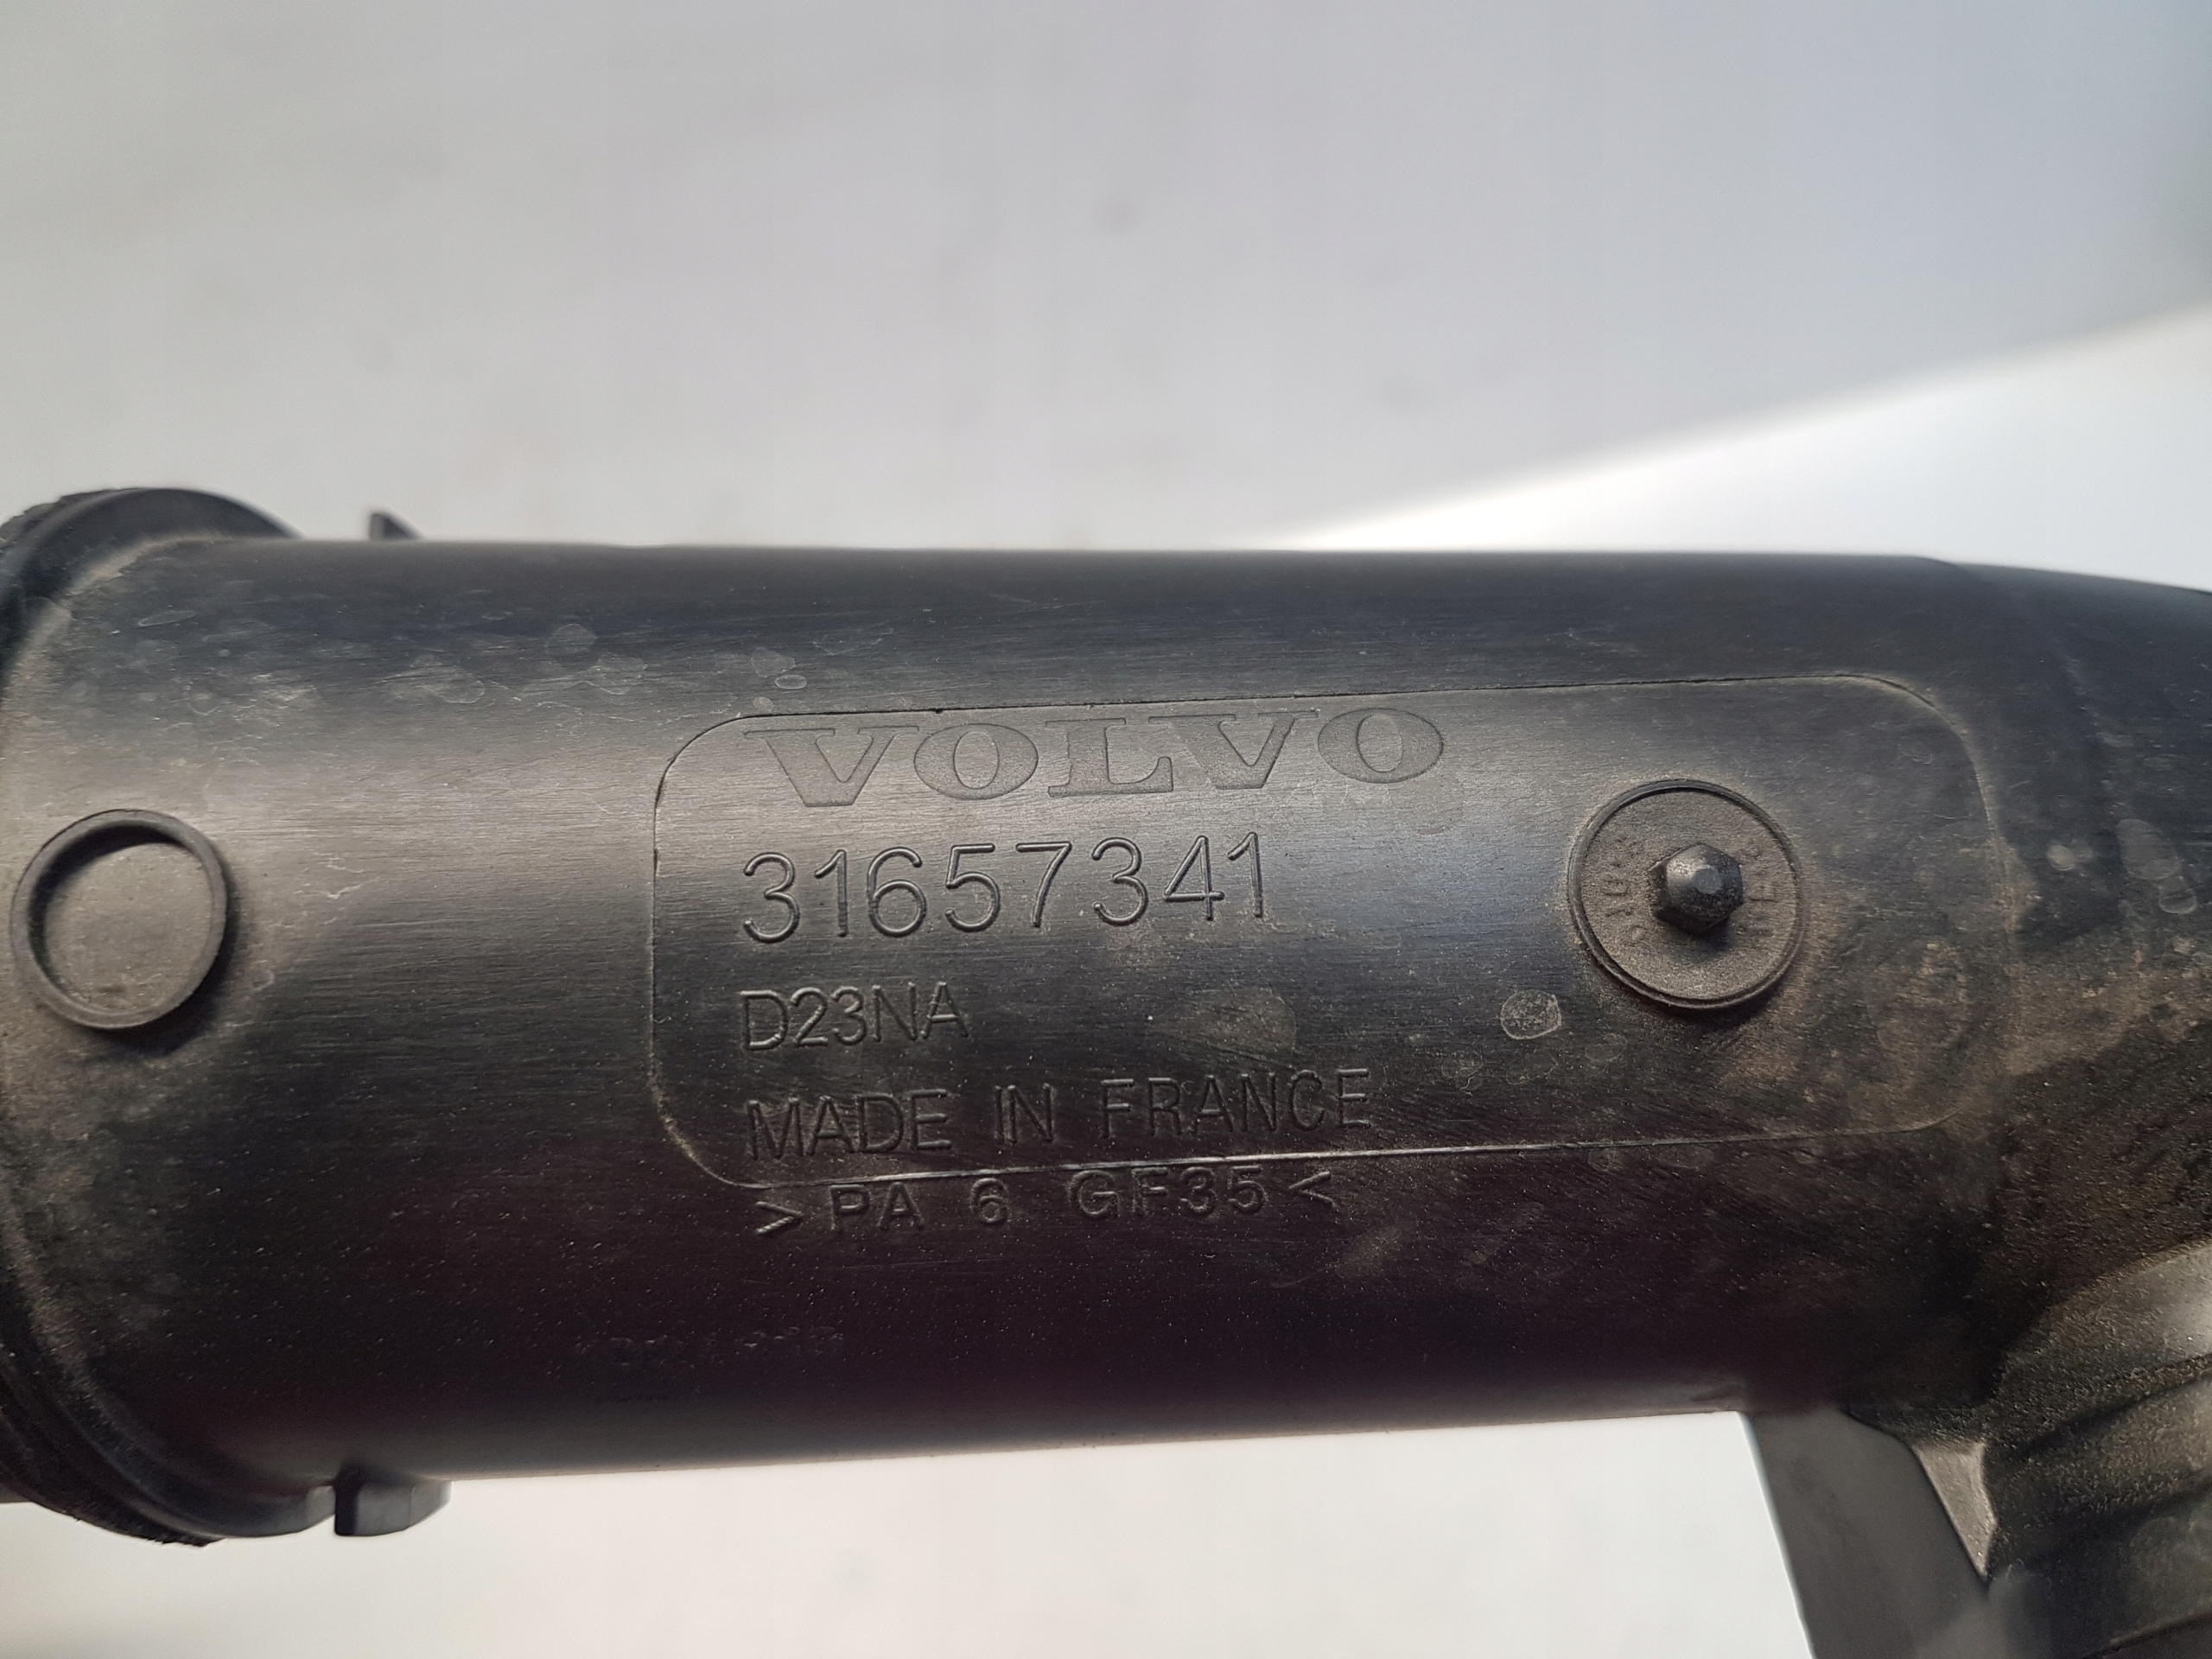 VOLVO
31657341
D23NA
MADE IN FRANCE
>PA 6 GF35<